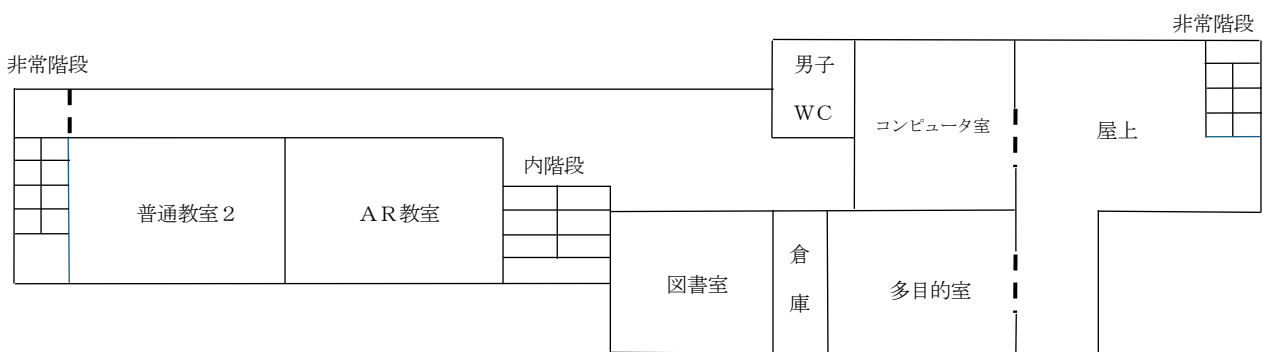 非常階段
非常階段
男子
WC
コンピュータ室
屋上
内階段
普通教室２
ＡＲ教室
図書室
倉
庫
多目的室